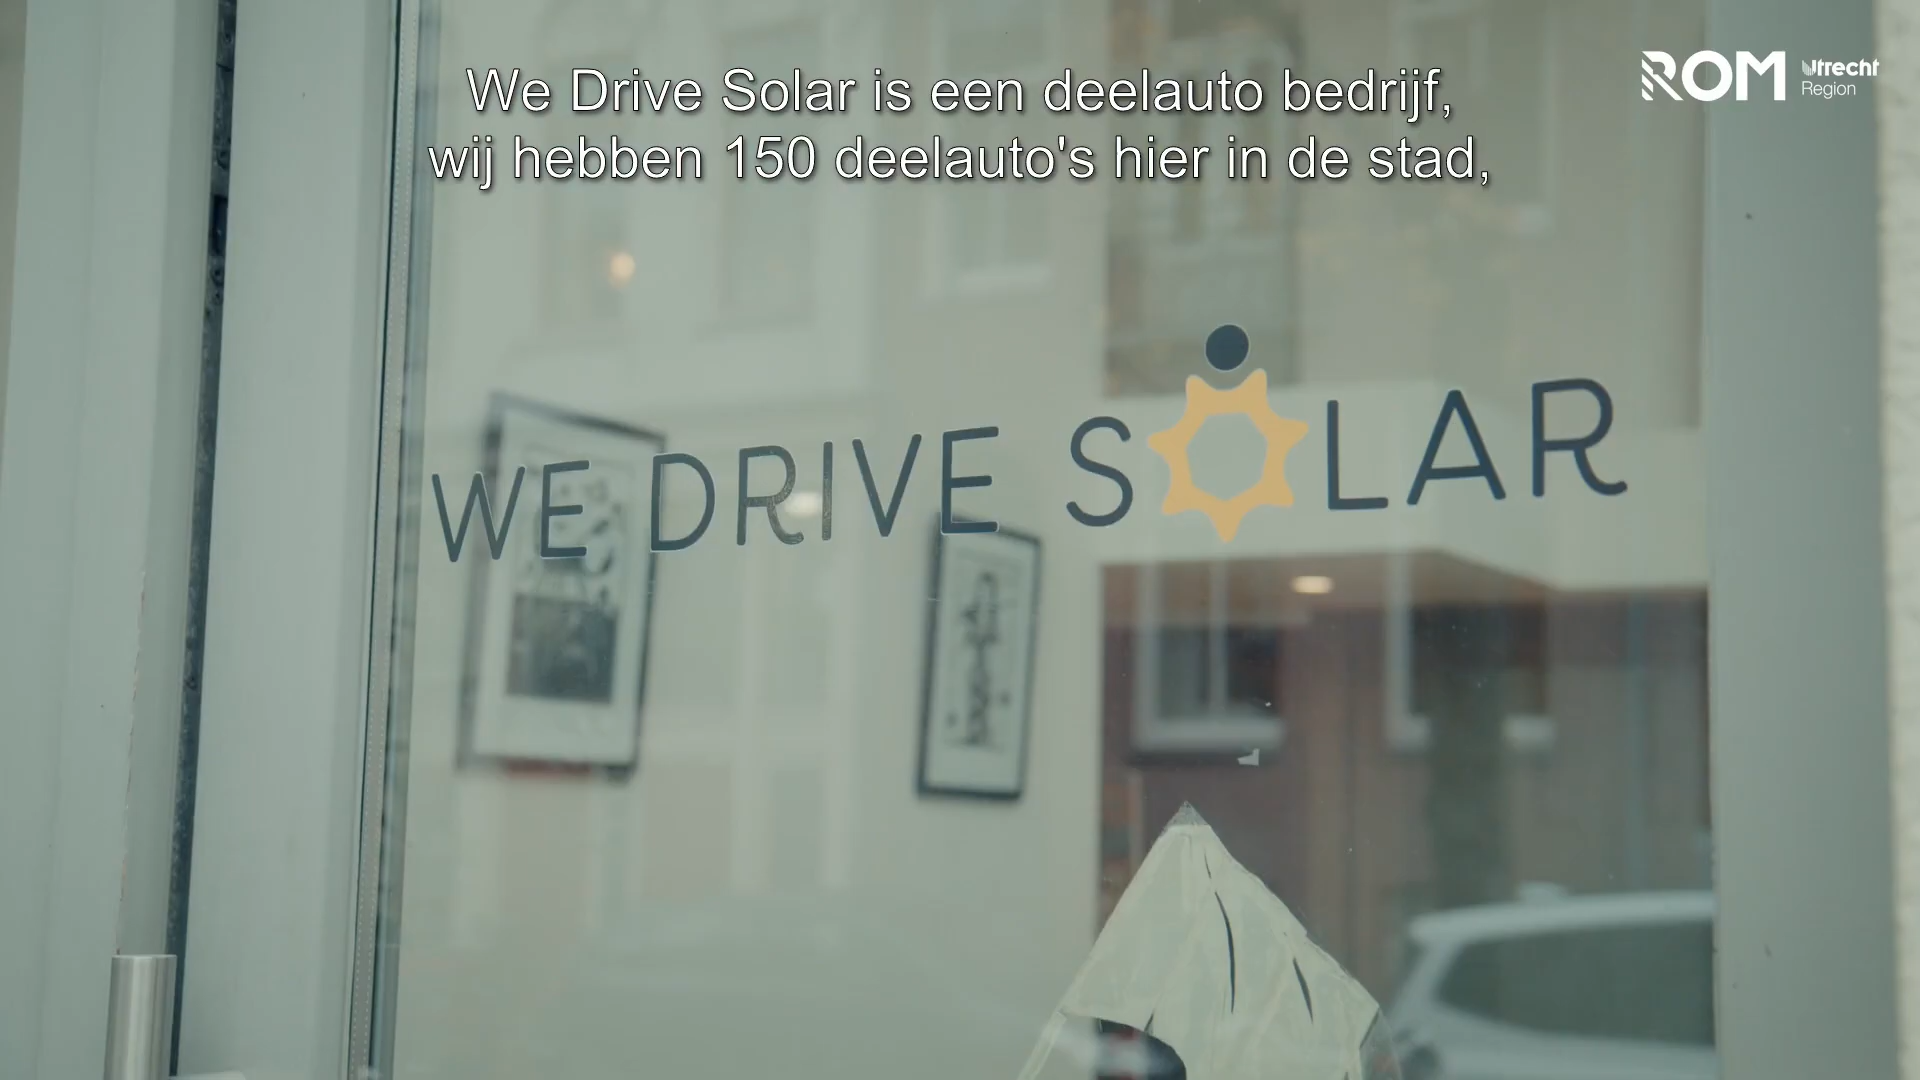 We Drive Solar is een deelauto bedrijf,
wij hebben 150 deelauto's hier in de stad,
ROM Utrecht
Region
WE DRIVE SOLAR